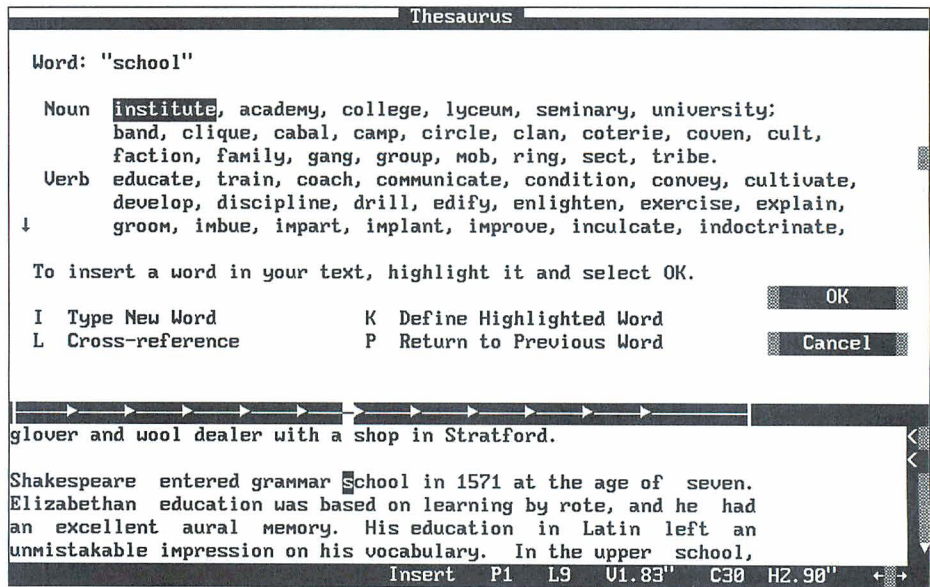 Thesaurus
Word: "school"
Noun institute, academy, college, lyceum, seminary, university;
band, clique, cabal, camp, circle, clan, coterie, coven, cult,
faction, family, gang, group, mob, ring, sect, tribe.
Verb educate, train, coach, communicate, condition, convey, cultivate,
develop, discipline, drill, edify, enlighten, exercise, explain,
↓ groom, imbue, impart, implant, improve, inculcate, indoctrinate,
To insert a word in your text, highlight it and select OK.
OK
I Type New Word K Define Highlighted Word
L Cross-reference P Return to Previous Word
Cancel
glover and wool dealer with a shop in Stratford.
Shakespeare entered grammar school in 1571 at the age of seven.
Elizabethan education was based on learning by rote, and he had
an excellent aural memory. His education in Latin left an
unmistakable impression on his vocabulary. In the upper school,
Insert P1 L9 V1.83" C30 H2.90"